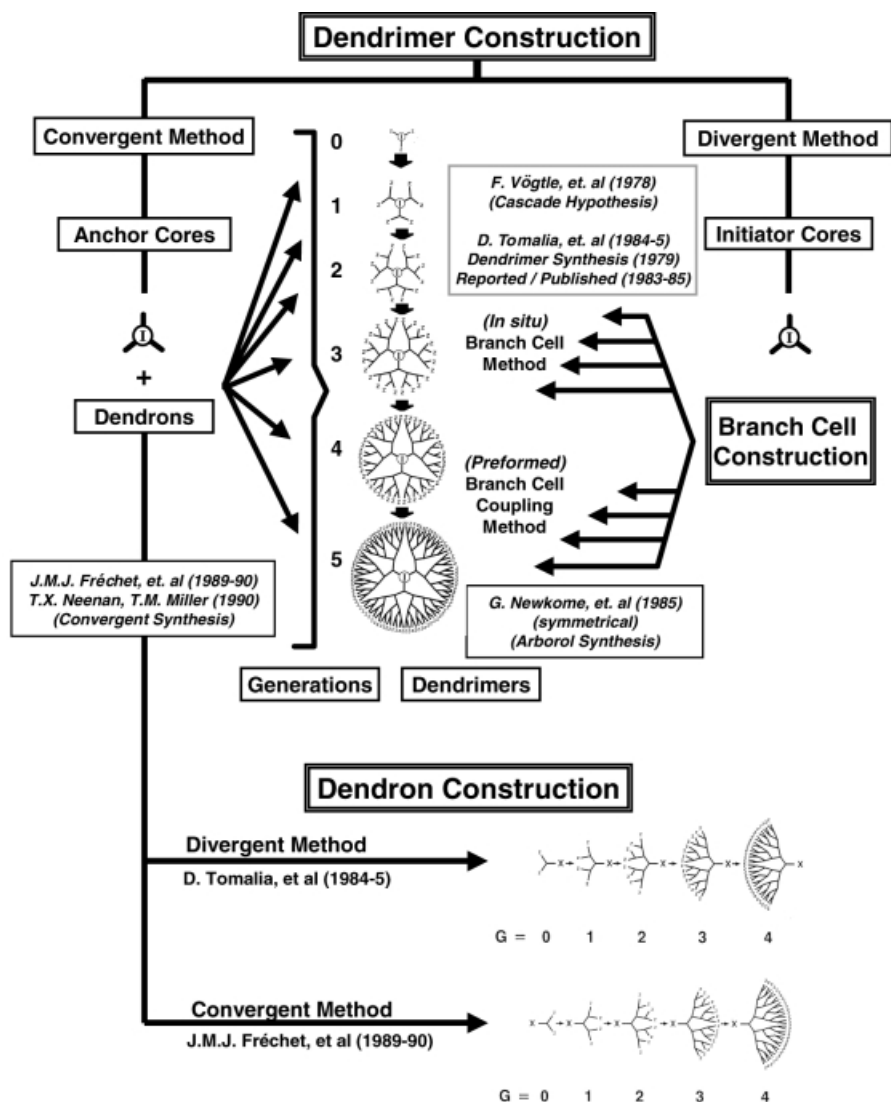 Dendrimer Construction
Convergent Method
Divergent Method
Anchor Cores
Initiator Cores
I
+
Dendrons
I
J.M.J. Fréchet, et. al (1989-90)
T.X. Neenan, T.M. Miller (1990)
(Convergent Synthesis)
0
1
2
3
4
5
F. Vögtle, et. al (1978)
(Cascade Hypothesis)
D. Tomalia, et. al (1984-5)
Dendrimer Synthesis (1979)
Reported / Published (1983-85)
(In situ)
Branch Cell
Method
(Preformed)
Branch Cell
Coupling
Method
Branch Cell
Construction
G. Newkome, et. al (1985)
(symmetrical)
(Arborol Synthesis)
Generations
Dendrimers
Dendron Construction
Divergent Method
D. Tomalia, et al (1984-5)
X X X X X
G = 0 1 2 3 4
Convergent Method
J.M.J. Fréchet, et al (1989-90)
X X X X X
G = 0 1 2 3 4